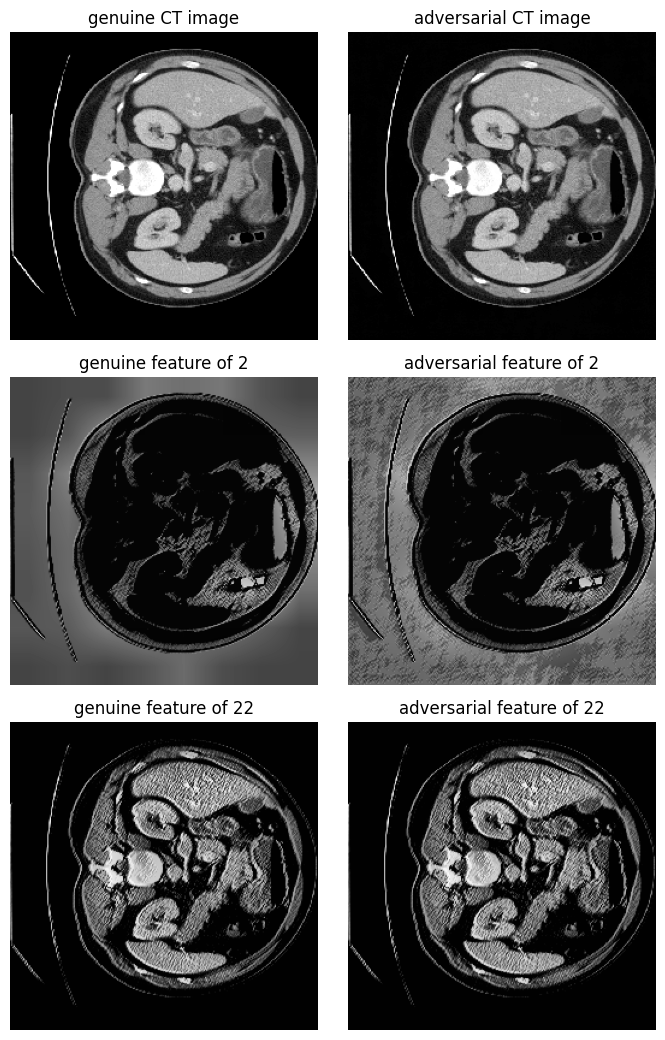 genuine CT image
adversarial CT image
genuine feature of 2
adversarial feature of 2
genuine feature of 22
adversarial feature of 22